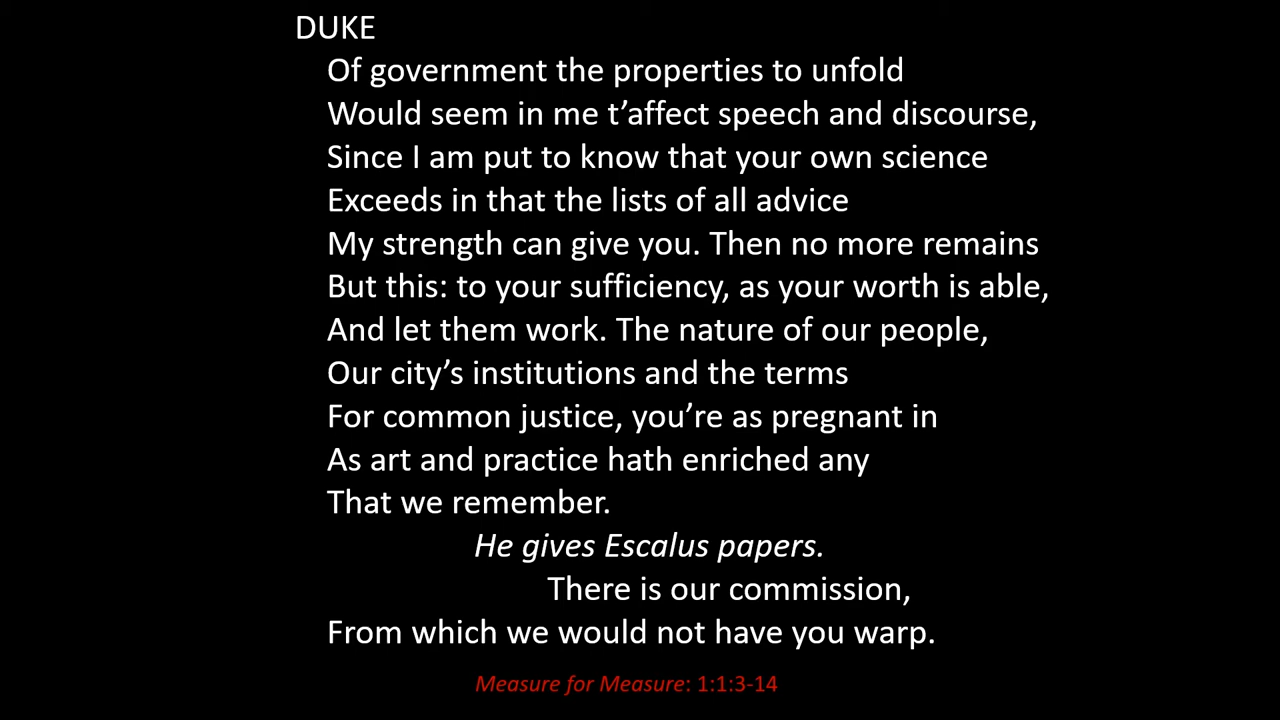 DUKE
Of government the properties to unfold
Would seem in me t’affect speech and discourse,
Since I am put to know that your own science
Exceeds in that the lists of all advice
My strength can give you. Then no more remains
But this: to your sufficiency, as your worth is able,
And let them work. The nature of our people,
Our city’s institutions and the terms
For common justice, you’re as pregnant in
As art and practice hath enriched any
That we remember.
He gives Escalus papers.
There is our commission,
From which we would not have you warp.
Measure for Measure: 1:1:3-14